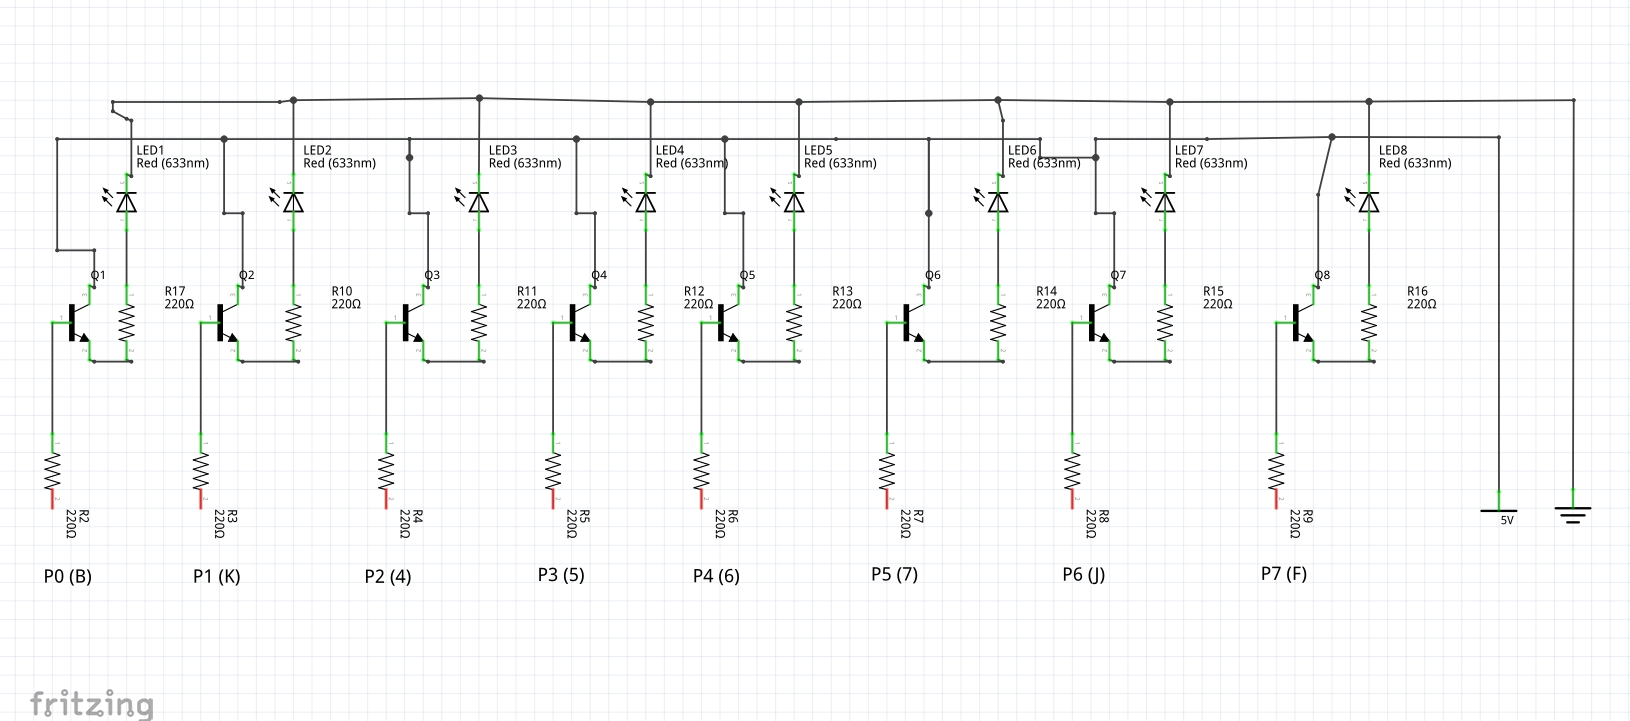 LED1
Red (633nm)
LED2
Red (633nm)
LED3
Red (633nm)
LED4
Red (633nm)
LED5
Red (633nm)
LED6
Red (633nm)
LED7
Red (633nm)
LED8
Red (633nm)
Q1
Q2
Q3
Q4
Q5
Q6
Q7
Q8
R17
220Ω
R10
220Ω
R11
220Ω
R12
220Ω
R13
220Ω
R14
220Ω
R15
220Ω
R16
220Ω
R2
220Ω
R3
220Ω
R4
220Ω
R5
220Ω
R6
220Ω
R7
220Ω
R8
220Ω
R9
220Ω
5V
P0 (B)
P1 (K)
P2 (4)
P3 (5)
P4 (6)
P5 (7)
P6 (J)
P7 (F)
fritzing